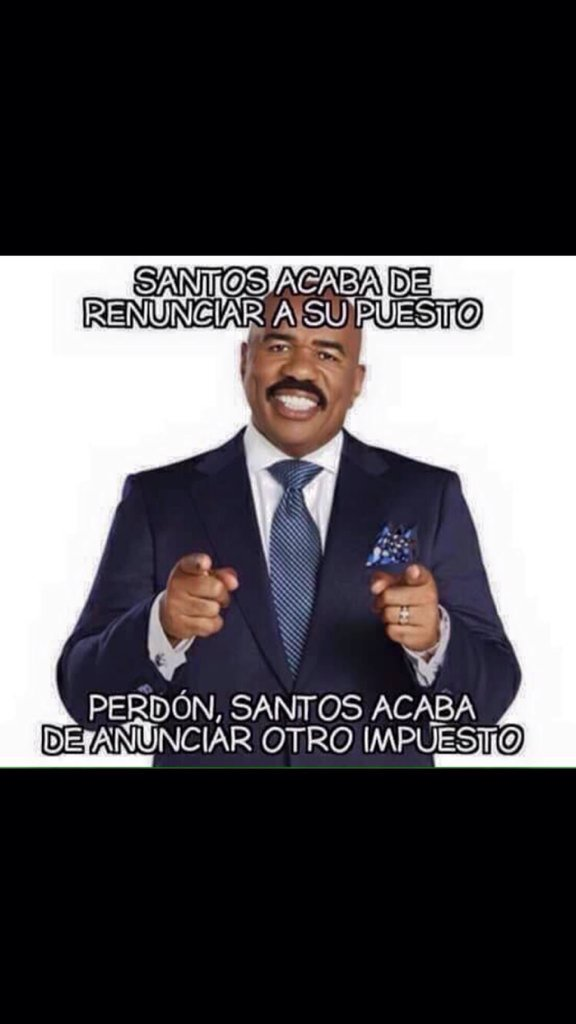 SANTOS ACABA DE
RENUNCIAR A SU PUESTO
PERDÓN, SANTOS ACABA
DE ANUNCIAR OTRO IMPUESTO